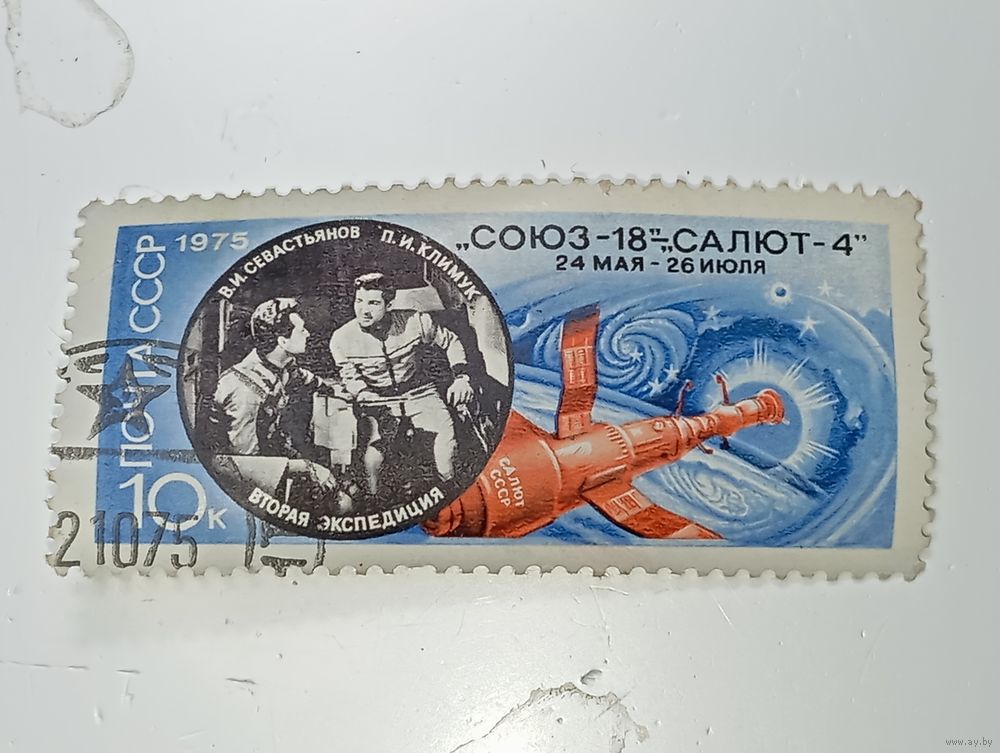 ПОЧТА СССР
1975
10 к
В.И. СЕВАСТЬЯНОВ П.И. КЛИМУК
ВТОРАЯ ЭКСПЕДИЦИЯ
„СОЮЗ-18"-„САЛЮТ-4"
24 МАЯ - 26 ИЮЛЯ
САЛЮТ
СССР
21075
www.ay.by